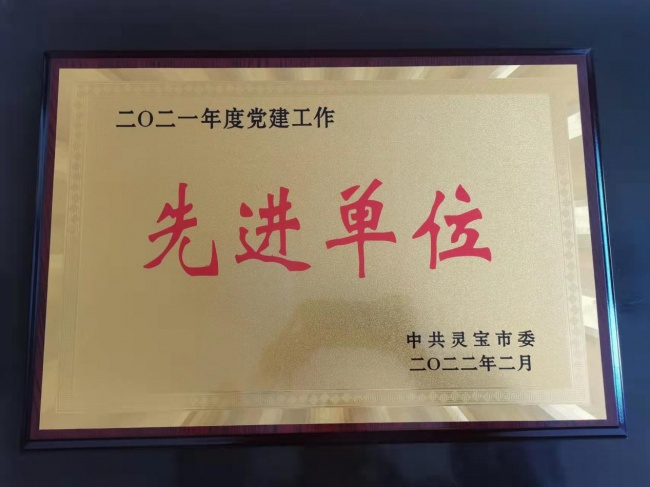 二〇二一年度党建工作
先进单位
中共灵宝市委
二〇二二年二月